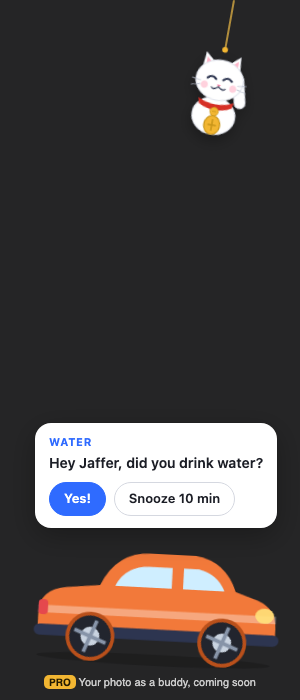 WATER
Hey Jaffer, did you drink water?
Yes! Snooze 10 min
PRO Your photo as a buddy, coming soon